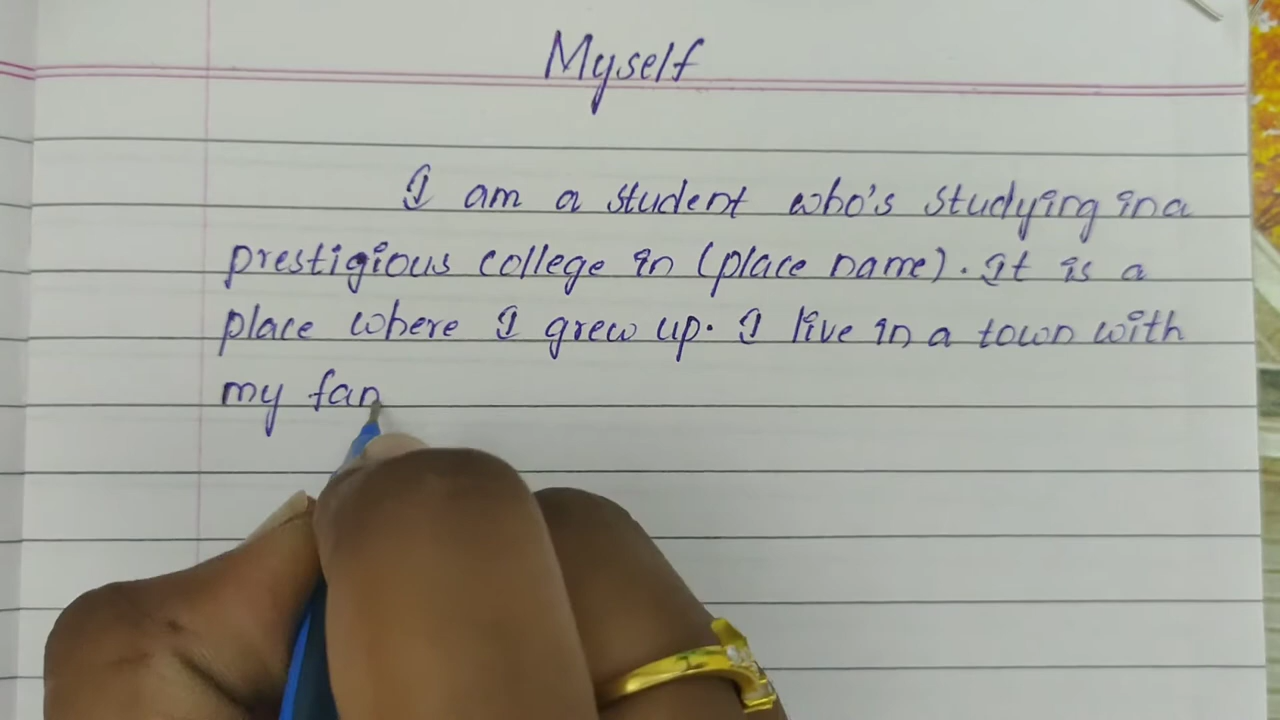 Myself
I am a student who's studying in a
prestigious college in (place name). It is a
place where I grew up. I live in a town with
my fan